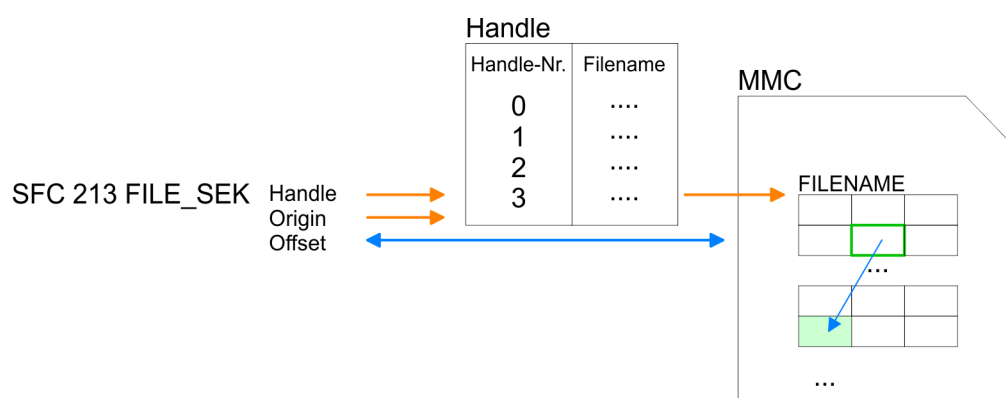 Handle
Handle-Nr. Filename
0 ....
1 ....
2 ....
3 ....
MMC
SFC 213 FILE_SEK
Handle
Origin
Offset
FILENAME
...
...